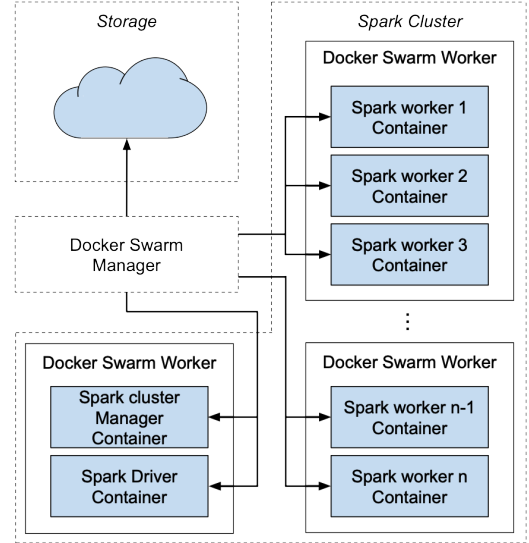 Storage
Spark Cluster
Docker Swarm Worker
Spark worker 1
Container
Spark worker 2
Container
Spark worker 3
Container
Docker Swarm
Manager
⋮
Docker Swarm Worker
Spark cluster
Manager
Container
Spark Driver
Container
Docker Swarm Worker
Spark worker n-1
Container
Spark worker n
Container